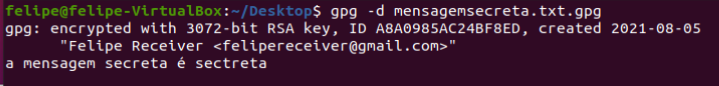 felipe@felipe-VirtualBox:~/Desktop$ gpg -d mensagemsecreta.txt.gpg
gpg: encrypted with 3072-bit RSA key, ID A8A0985AC24BF8ED, created 2021-08-05
      "Felipe Receiver <felipereceiver@gmail.com>"
a mensagem secreta é sectreta